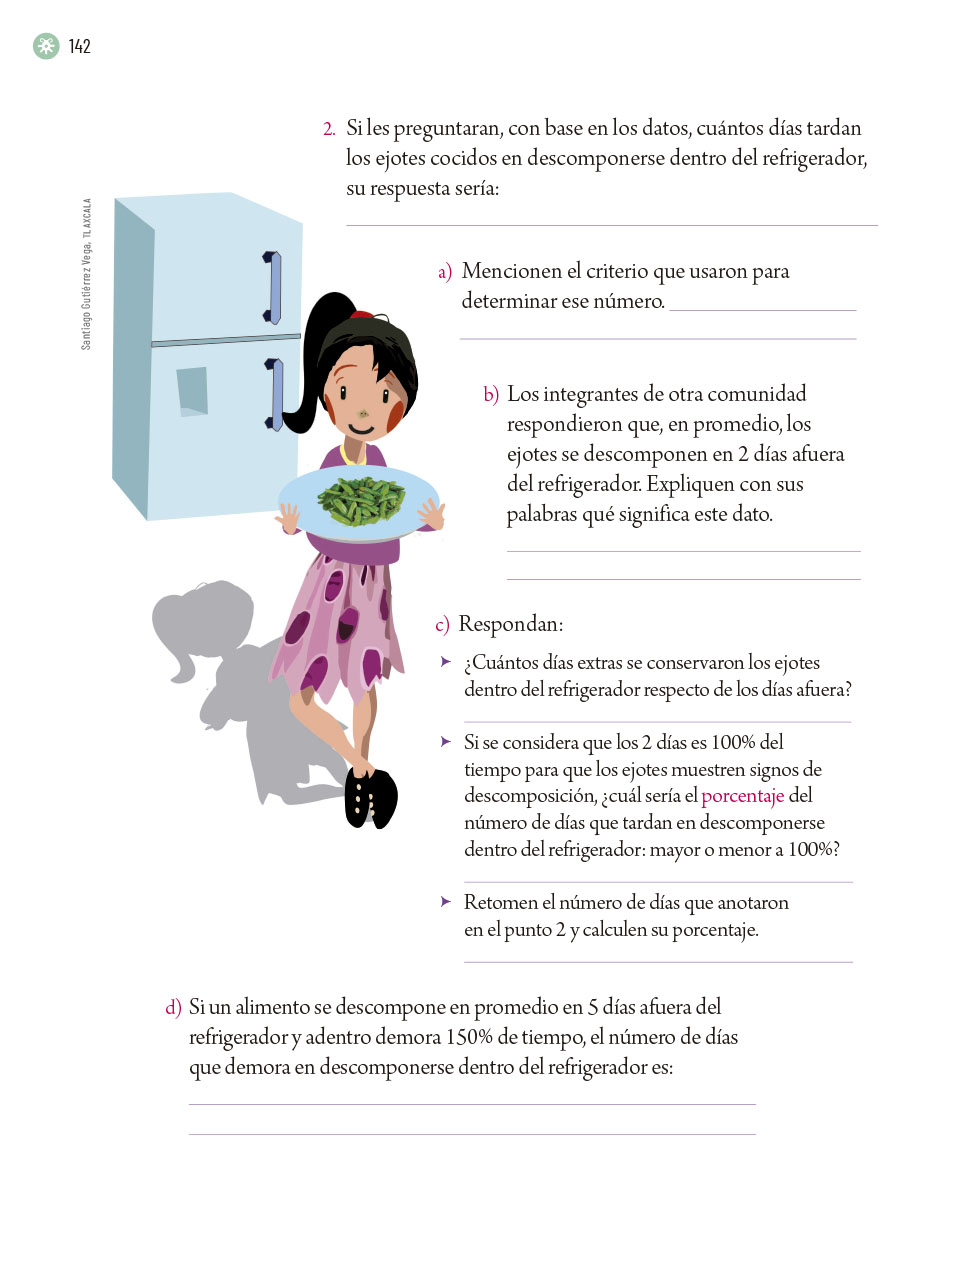 142
Santiago Gutiérrez Vega, TLAXCALA
2. Si les preguntaran, con base en los datos, cuántos días tardan
los ejotes cocidos en descomponerse dentro del refrigerador,
su respuesta sería:
a) Mencionen el criterio que usaron para
determinar ese número.
b) Los integrantes de otra comunidad
respondieron que, en promedio, los
ejotes se descomponen en 2 días afuera
del refrigerador. Expliquen con sus
palabras qué significa este dato.
c) Respondan:
➤ ¿Cuántos días extras se conservaron los ejotes
dentro del refrigerador respecto de los días afuera?
➤ Si se considera que los 2 días es 100% del
tiempo para que los ejotes muestren signos de
descomposición, ¿cuál sería el porcentaje del
número de días que tardan en descomponerse
dentro del refrigerador: mayor o menor a 100%?
➤ Retomen el número de días que anotaron
en el punto 2 y calculen su porcentaje.
d) Si un alimento se descompone en promedio en 5 días afuera del
refrigerador y adentro demora 150% de tiempo, el número de días
que demora en descomponerse dentro del refrigerador es: